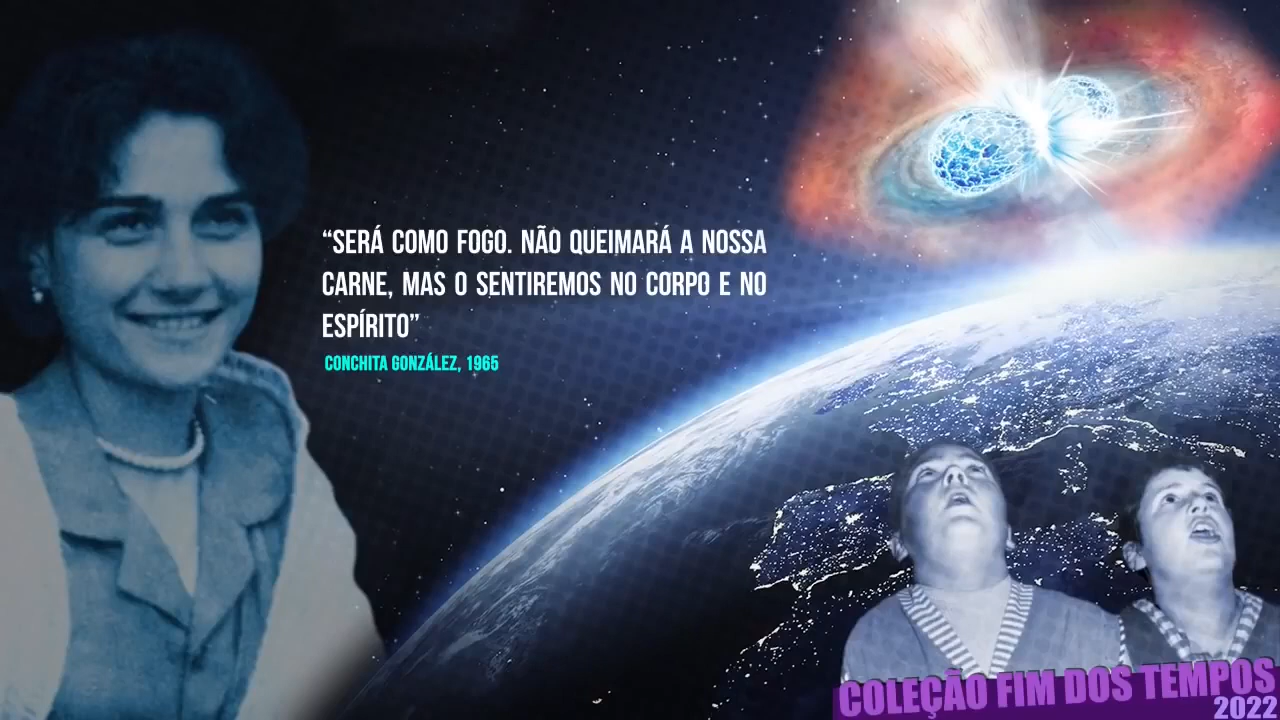 “SERÁ COMO FOGO. NÃO QUEIMARÁ A NOSSA
CARNE, MAS O SENTIREMOS NO CORPO E NO
ESPÍRITO”
CONCHITA GONZÁLEZ, 1965
COLEÇÃO FIM DOS TEMPOS
2022